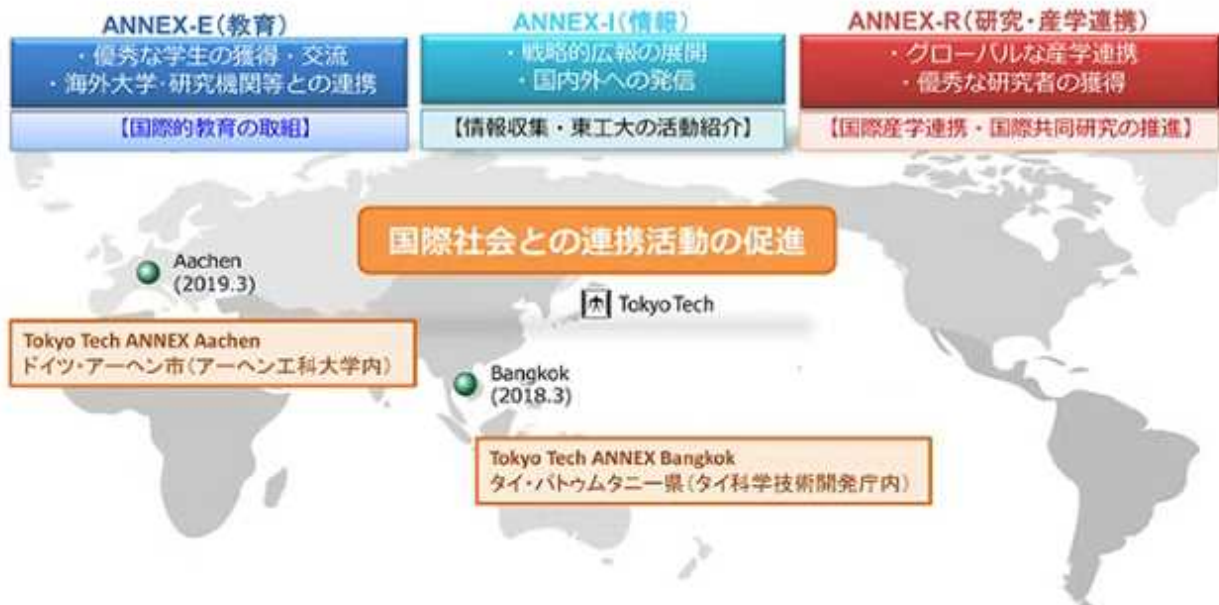 ANNEX-E(教育)
・優秀な学生の獲得・交流
・海外大学・研究機関等との連携
【国際的教育の取組】
ANNEX-I(情報)
・戦略的広報の展開
・国内外への発信
【情報収集・東工大の活動紹介】
ANNEX-R(研究・産学連携)
・グローバルな産学連携
・優秀な研究者の獲得
【国際産学連携・国際共同研究の推進】
国際社会との連携活動の促進
Aachen
(2019.3)
Tokyo Tech
Tokyo Tech ANNEX Aachen
ドイツ・アーヘン市(アーヘン工科大学内)
Bangkok
(2018.3)
Tokyo Tech ANNEX Bangkok
タイ・パトゥムタニー県(タイ科学技術開発庁内)